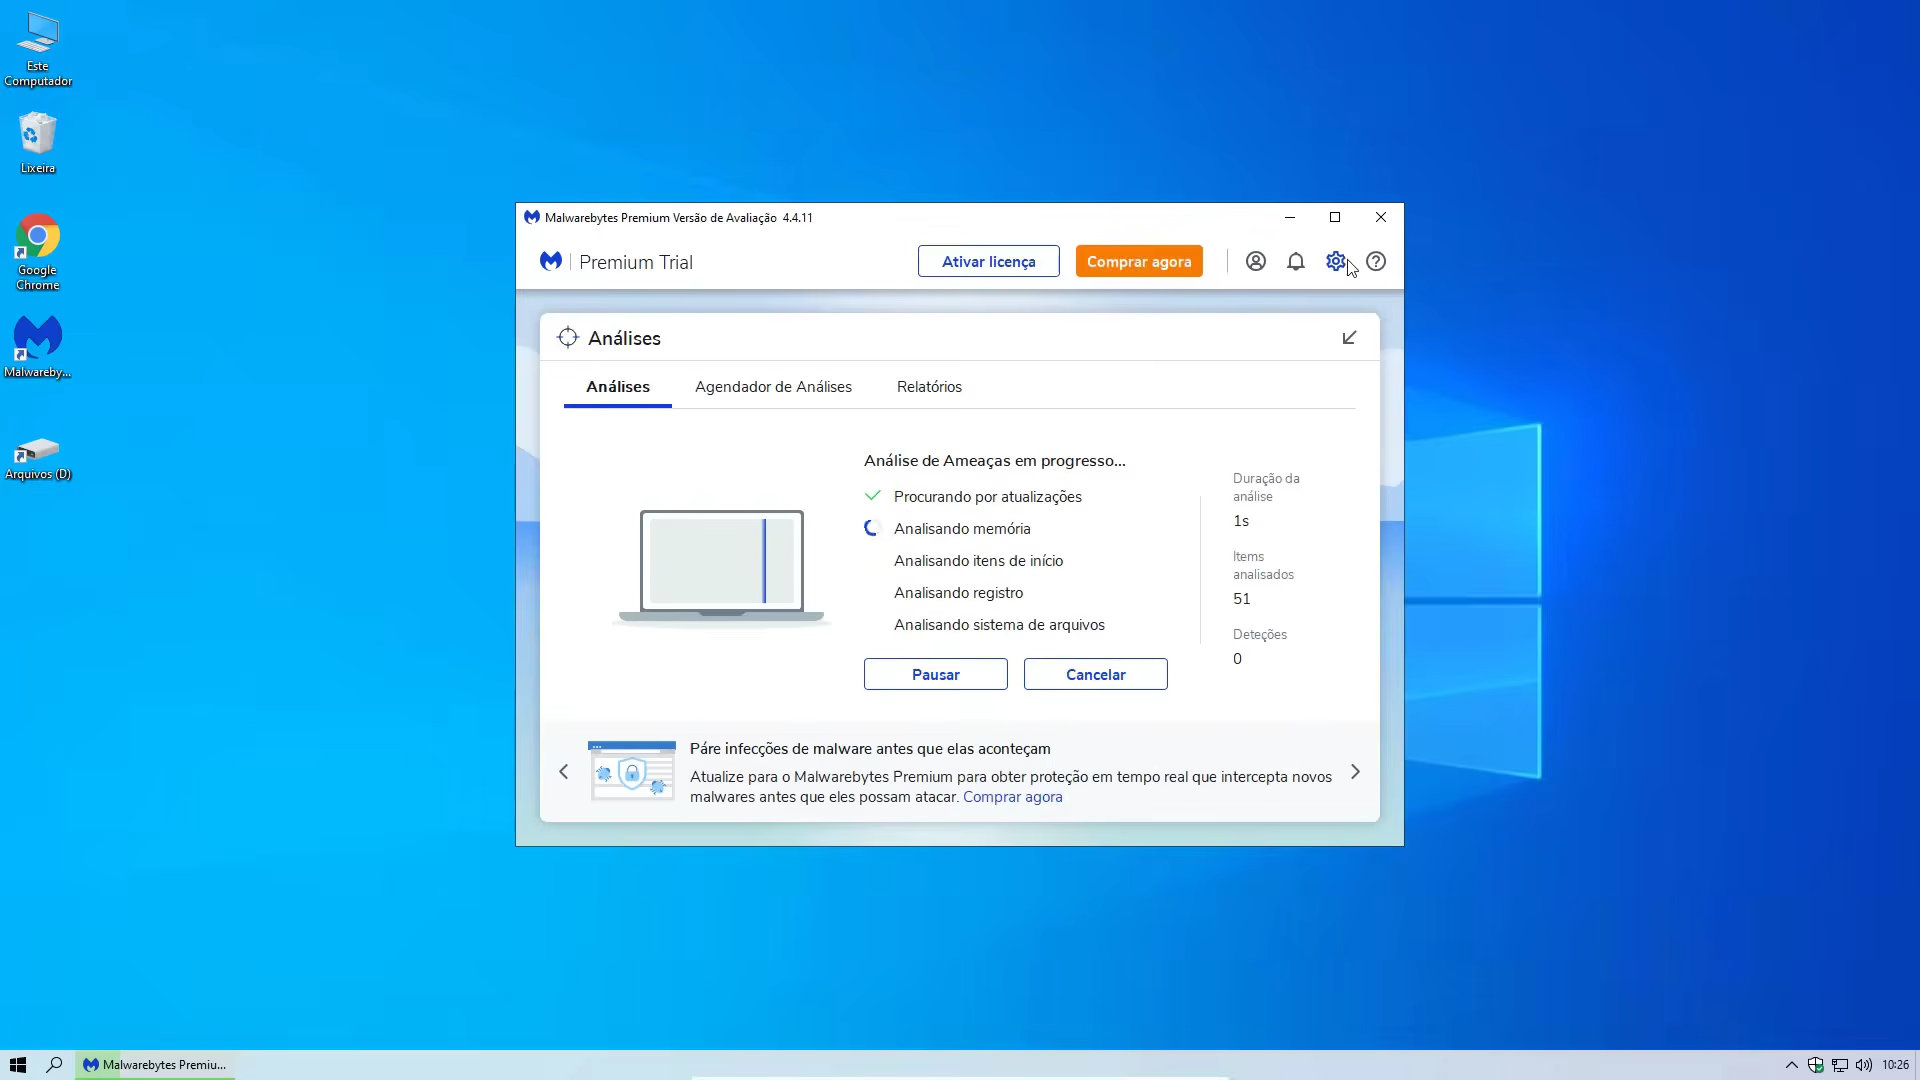 Este
Computador
Lixeira
Google
Chrome
Malwareby...
Arquivos (D)
Malwarebytes Premium Versão de Avaliação 4.4.11
Premium Trial
Ativar licença
Comprar agora
Análises
Análises
Agendador de Análises
Relatórios
Análise de Ameaças em progresso...
Procurando por atualizações
Analisando memória
Analisando itens de início
Analisando registro
Analisando sistema de arquivos
Pausar
Cancelar
Duração da
análise
1s
Items
analisados
51
Deteções
0
Páre infecções de malware antes que elas aconteçam
Atualize para o Malwarebytes Premium para obter proteção em tempo real que intercepta novos
malwares antes que eles possam atacar. Comprar agora
Malwarebytes Premiu...
10:26